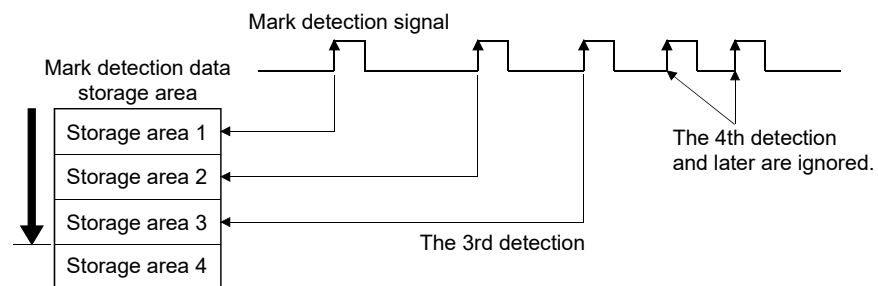 Mark detection signal
Mark detection data
storage area
Storage area 1
Storage area 2
Storage area 3
Storage area 4
The 3rd detection
The 4th detection
and later are ignored.